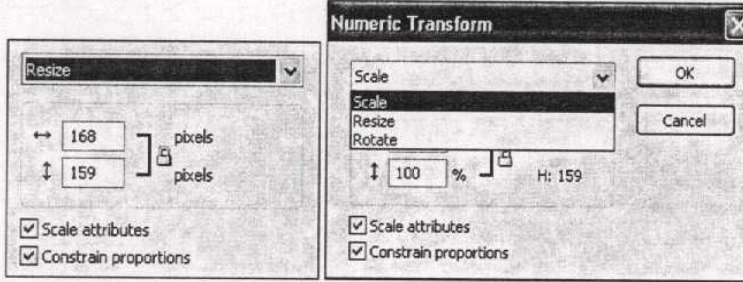 Resize
168 pixels
159 pixels
Scale attributes
Constrain proportions
Numeric Transform
Scale
OK
Scale
Resize
Cancel
Rotate
100 % H: 159
Scale attributes
Constrain proportions